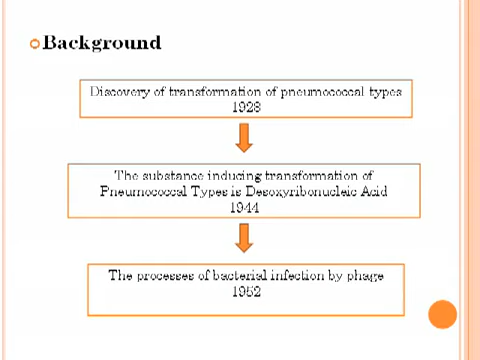 Background
Discovery of transformation of pneumococcal types
1928
The substance inducing transformation of
Pneumococcal Types is Desoxyribonucleic Acid
1944
The processes of bacterial infection by phage
1952